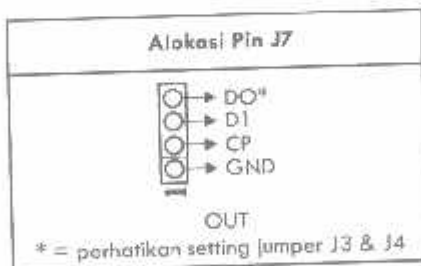 Alokasi Pin J7
DO*
D1
CP
GND
OUT
* = perhatikan setting jumper J3 & J4